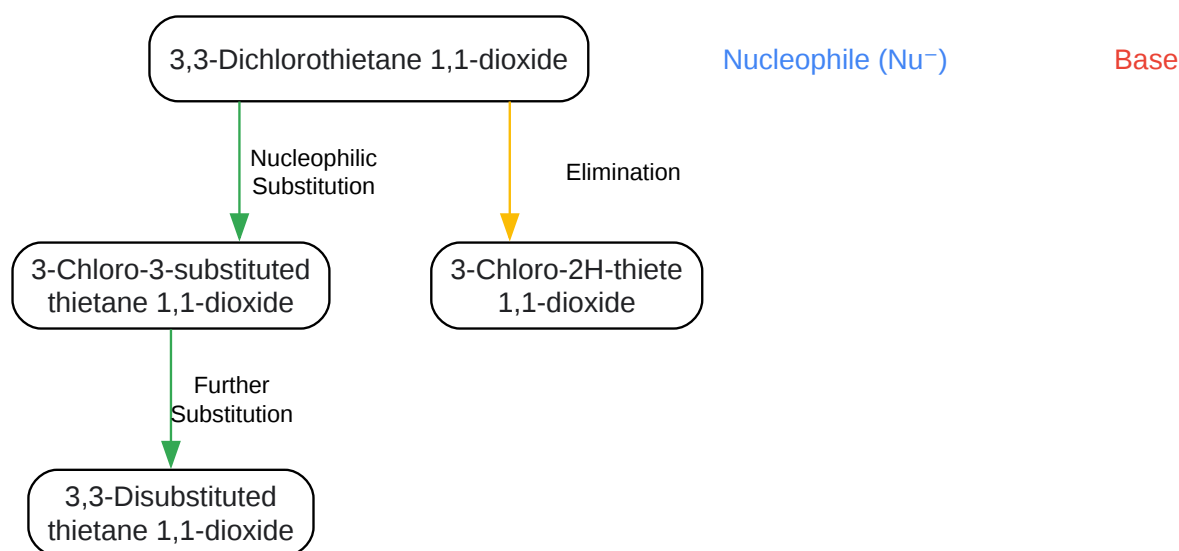 3,3-Dichlorothietane 1,1-dioxide
Nucleophile (Nu⁻)
Base
Nucleophilic
Substitution
Elimination
3-Chloro-3-substituted
thietane 1,1-dioxide
3-Chloro-2H-thiete
1,1-dioxide
Further
Substitution
3,3-Disubstituted
thietane 1,1-dioxide